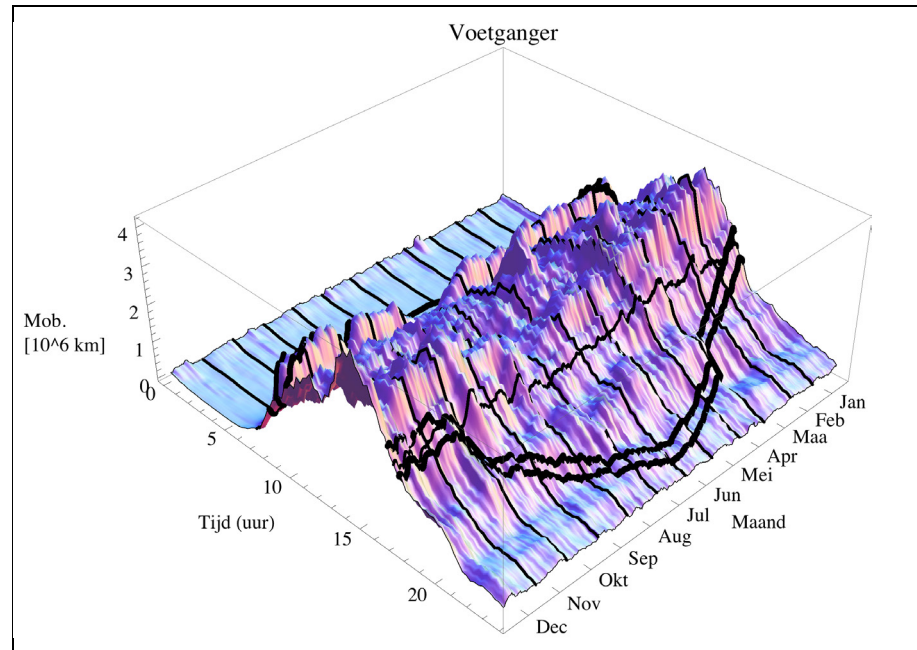 Voetganger
4
3
2
1
0
Mob.
[10^6 km]
5
10
15
20
Tijd (uur)
Jan
Feb
Maa
Apr
Mei
Jun
Jul
Aug
Sep
Okt
Nov
Dec
Maand